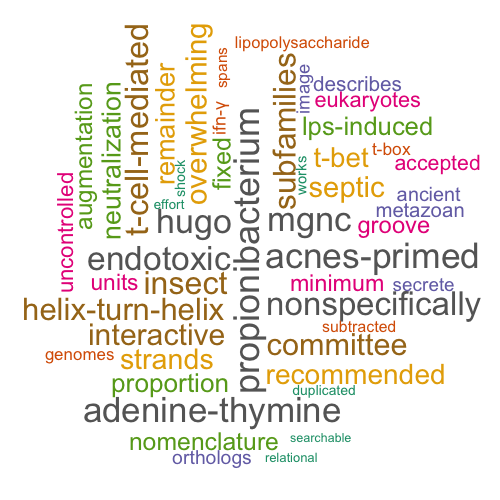 lipopolysaccharide
t-cell-mediated
remainder
overwhelming
spans
ifn-γ
fixed
subfamilies
image
describes
eukaryotes
augmentation
neutralization
lps-induced
t-box
t-bet
accepted
uncontrolled
shock
works
septic
ancient
effort
metazoan
hugo
propionibacterium
mgnc
groove
endotoxic
acnes-primed
units
insect
minimum
secrete
helix-turn-helix
nonspecifically
interactive
subtracted
genomes
strands
committee
proportion
recommended
duplicated
adenine-thymine
nomenclature
searchable
orthologs
relational